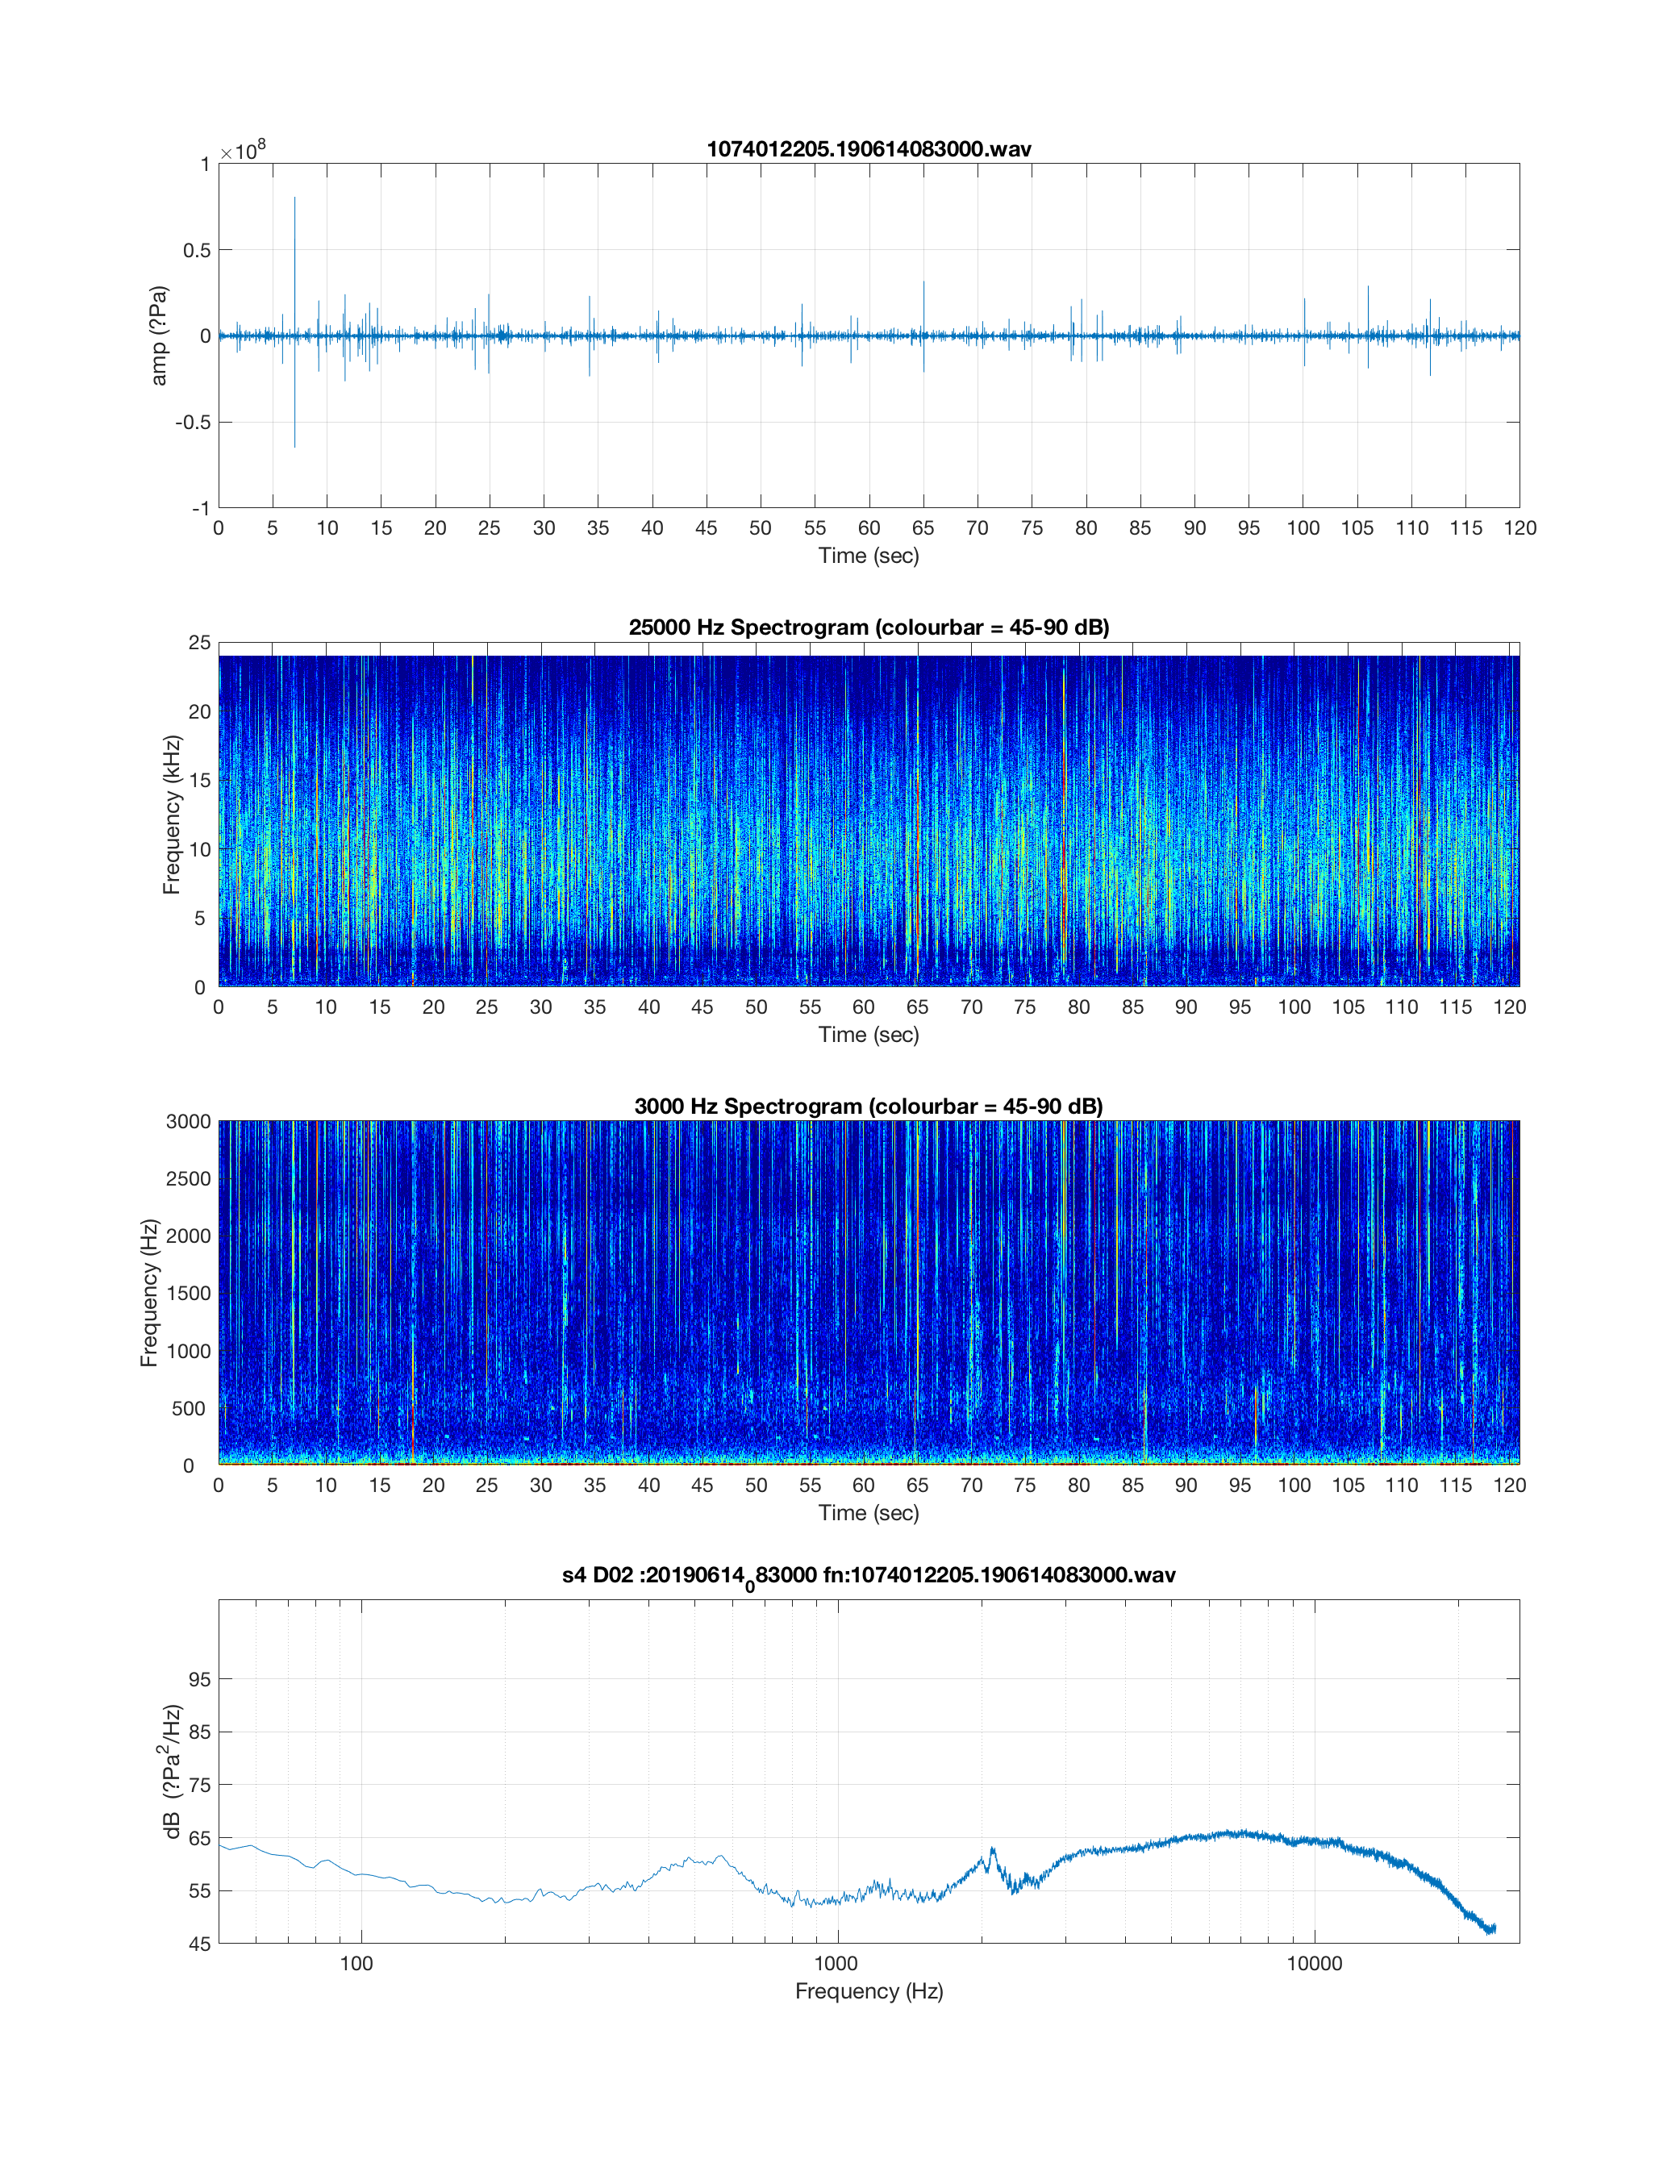 1074012205.190614083000.wav
×10^8
1
0.5
0
-0.5
-1
amp (?Pa)
0 5 10 15 20 25 30 35 40 45 50 55 60 65 70 75 80 85 90 95 100 105 110 115 120
Time (sec)
25000 Hz Spectrogram (colourbar = 45-90 dB)
25
20
15
10
5
0
Frequency (kHz)
0 5 10 15 20 25 30 35 40 45 50 55 60 65 70 75 80 85 90 95 100 105 110 115 120
Time (sec)
3000 Hz Spectrogram (colourbar = 45-90 dB)
3000
2500
2000
1500
1000
500
0
Frequency (Hz)
0 5 10 15 20 25 30 35 40 45 50 55 60 65 70 75 80 85 90 95 100 105 110 115 120
Time (sec)
s4 D02 :20190614_083000 fn:1074012205.190614083000.wav
95
85
75
65
55
45
dB (?Pa^2/Hz)
100 1000 10000
Frequency (Hz)